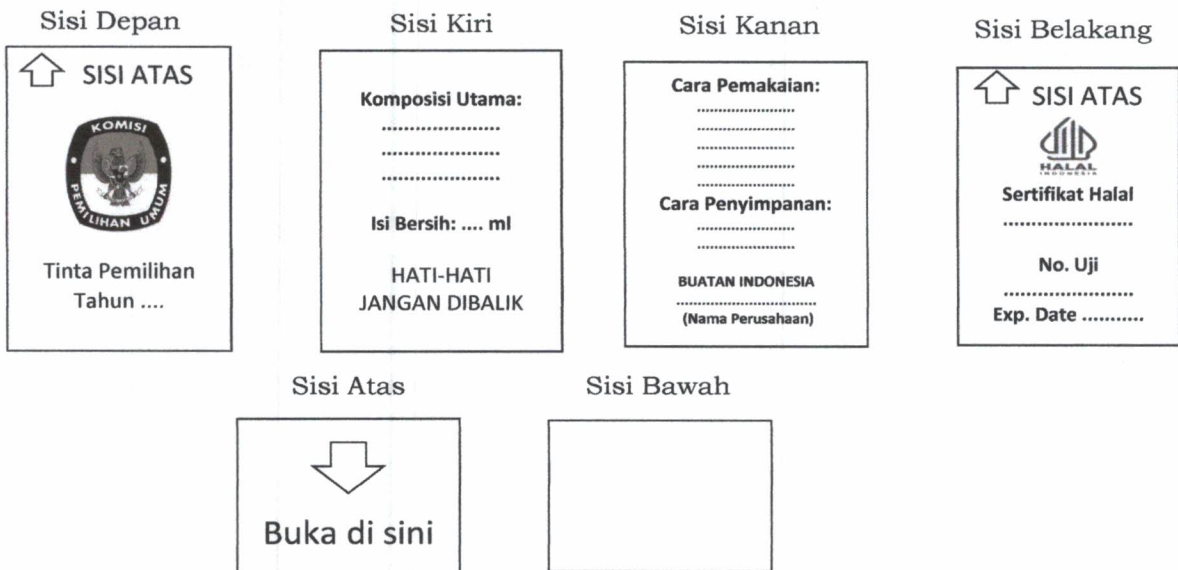 Sisi Depan
SISI ATAS
KOMISI
PEMILIHAN UMUM
Tinta Pemilihan
Tahun ....
Sisi Kiri
Komposisi Utama:
.....................
.....................
.....................
Isi Bersih: .... ml
HATI-HATI
JANGAN DIBALIK
Sisi Kanan
Cara Pemakaian:
.......................
.......................
.......................
.......................
.......................
Cara Penyimpanan:
.......................
.......................
BUATAN INDONESIA
.................................
(Nama Perusahaan)
Sisi Belakang
SISI ATAS
HALAL
INDONESIA
Sertifikat Halal
.......................
No. Uji
.......................
Exp. Date ...........
Sisi Atas
Buka di sini
Sisi Bawah